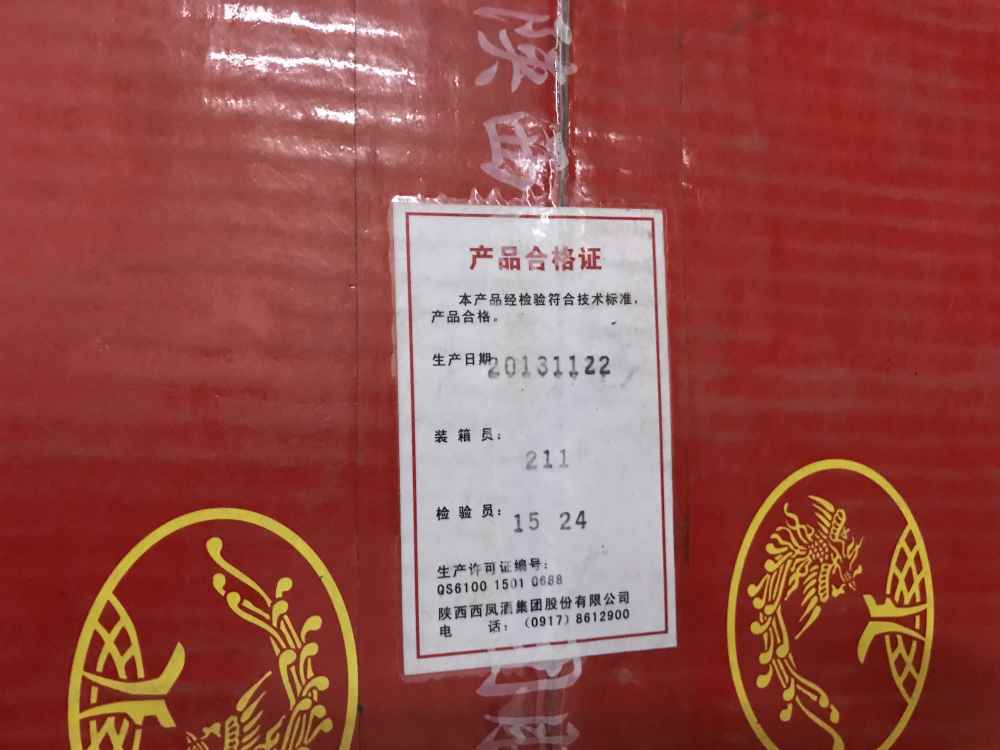 陕西
产品合格证
本产品经检验符合技术标准,
产品合格。
生产日期 20131122
装箱员:
211
检验员: 15 24
生产许可证编号:
QS6100 1501 0688
陕西西凤酒集团股份有限公司
电 话: (0917) 8612900